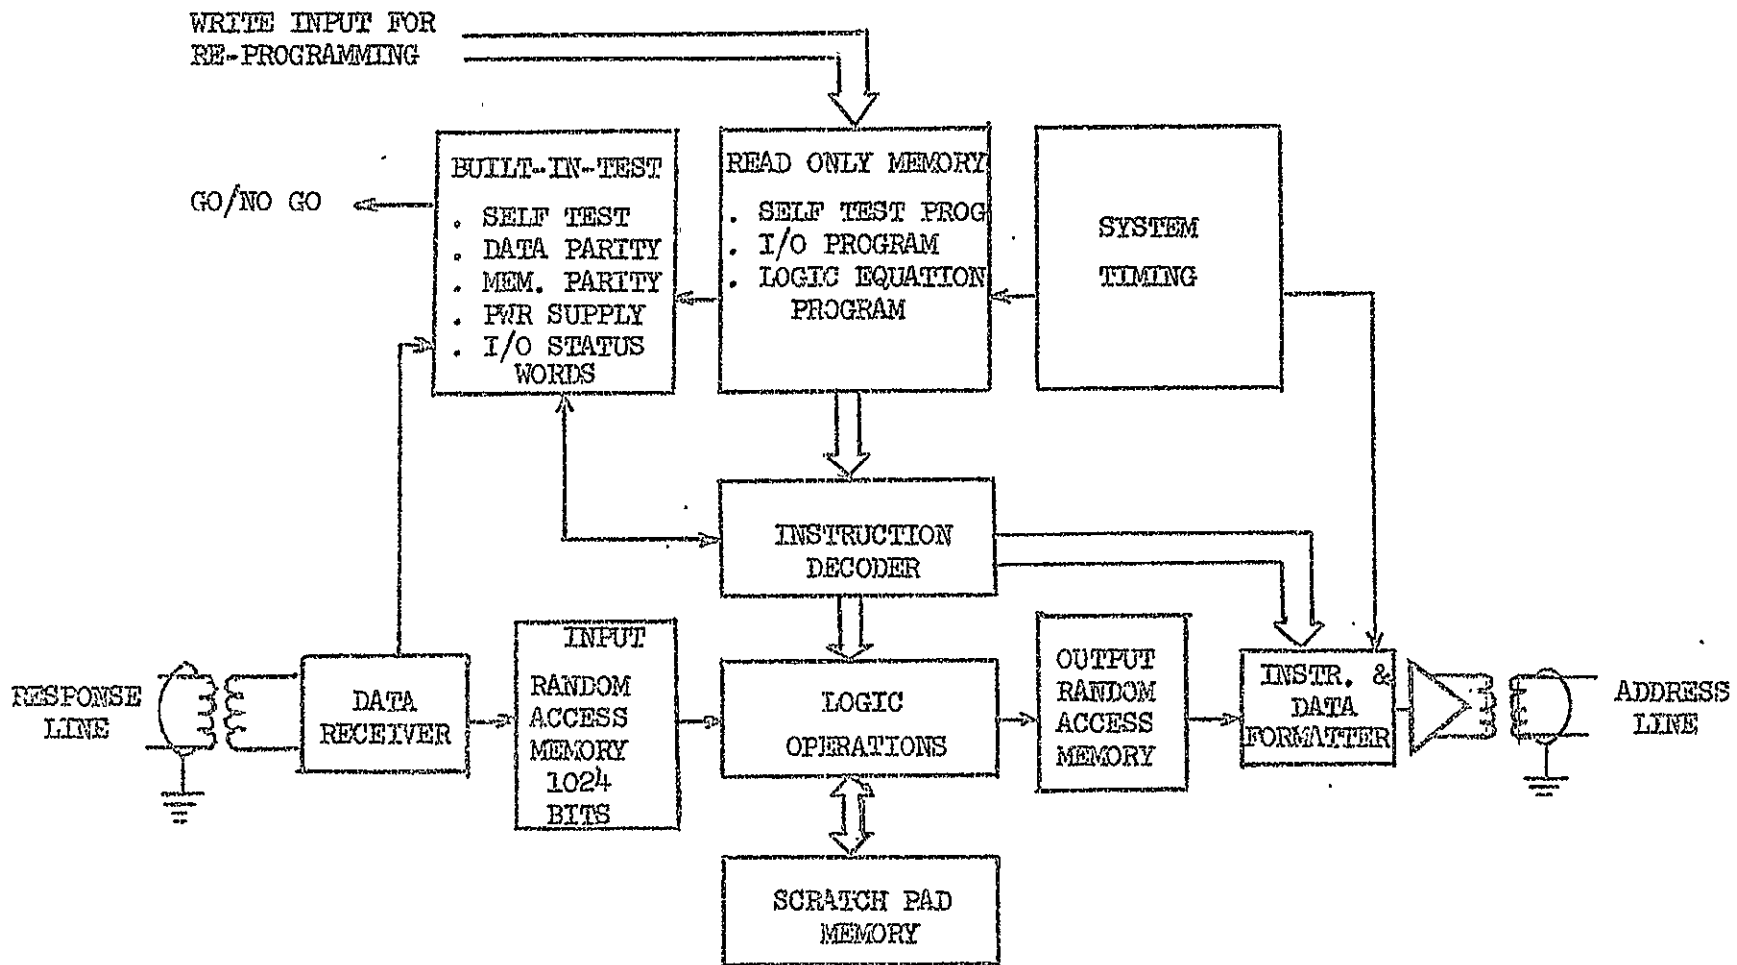 WRITE INPUT FOR
RE-PROGRAMMING
BUILT-IN-TEST
. SELF TEST
. DATA PARITY
. MEM. PARITY
. PWR SUPPLY
. I/O STATUS
WORDS
GO/NO GO
READ ONLY MEMORY
. SELF TEST PROG
. I/O PROGRAM
. LOGIC EQUATION
PROGRAM
SYSTEM
TIMING
INSTRUCTION
DECODER
RESPONSE
LINE
DATA
RECEIVER
INPUT
RANDOM
ACCESS
MEMORY
1024
BITS
LOGIC
OPERATIONS
OUTPUT
RANDOM
ACCESS
MEMORY
INSTR. &
DATA
FORMATTER
ADDRESS
LINE
SCRATCH PAD
MEMORY